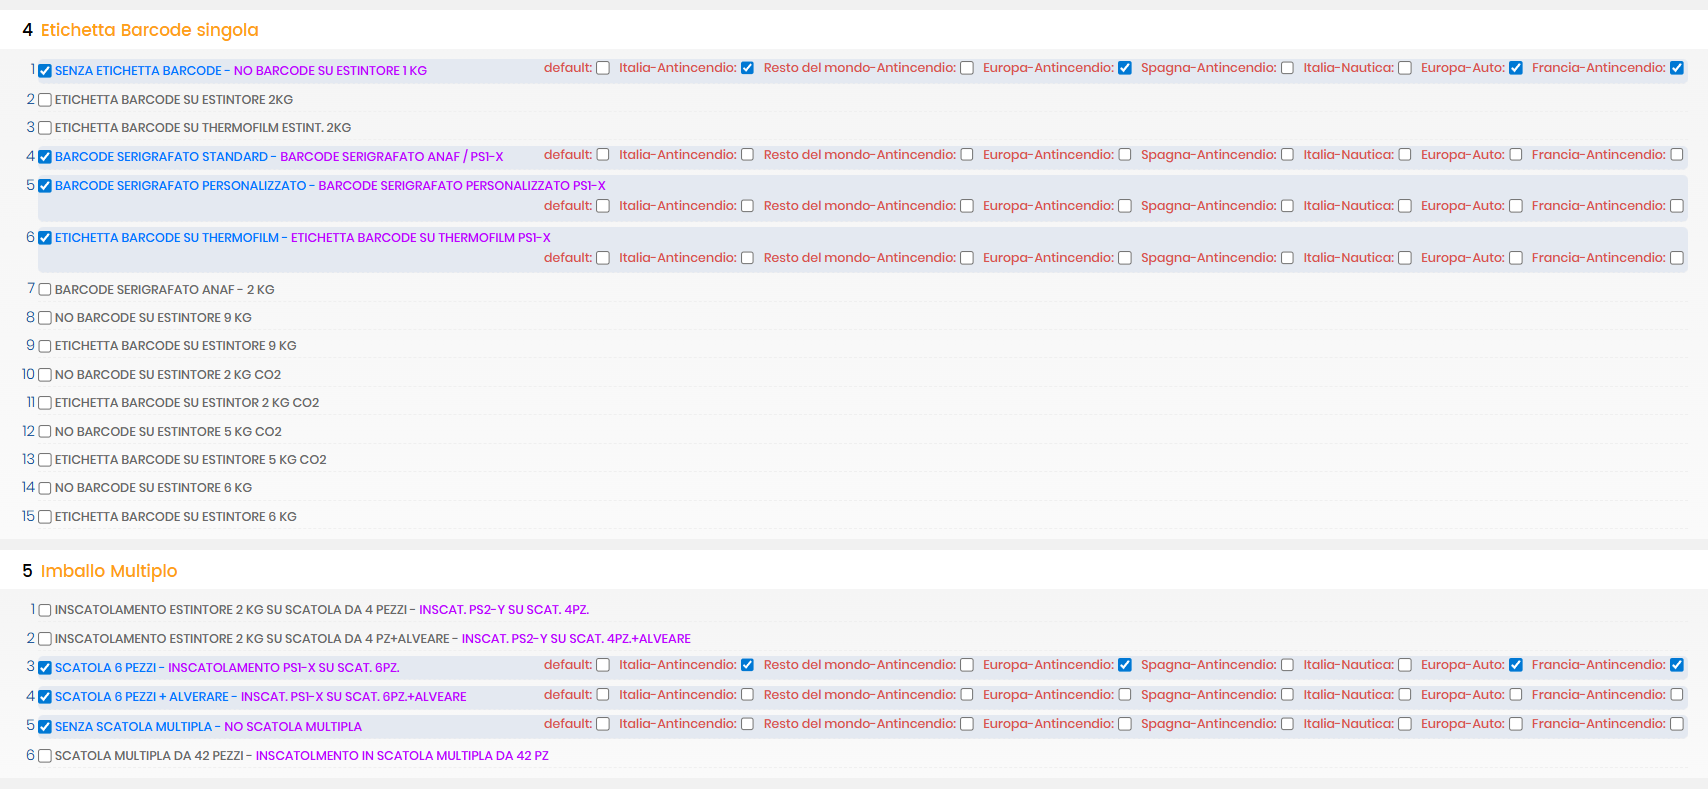 4 Etichetta Barcode singola
1 SENZA ETICHETTA BARCODE - NO BARCODE SU ESTINTORE 1 KG default: Italia-Antincendio: Resto del mondo-Antincendio: Europa-Antincendio: Spagna-Antincendio: Italia-Nautica: Europa-Auto: Francia-Antincendio:
2 ETICHETTA BARCODE SU ESTINTORE 2KG
3 ETICHETTA BARCODE SU THERMOFILM ESTINT. 2KG
4 BARCODE SERIGRAFATO STANDARD - BARCODE SERIGRAFATO ANAF / PS1-X default: Italia-Antincendio: Resto del mondo-Antincendio: Europa-Antincendio: Spagna-Antincendio: Italia-Nautica: Europa-Auto: Francia-Antincendio:
5 BARCODE SERIGRAFATO PERSONALIZZATO - BARCODE SERIGRAFATO PERSONALIZZATO PS1-X
default: Italia-Antincendio: Resto del mondo-Antincendio: Europa-Antincendio: Spagna-Antincendio: Italia-Nautica: Europa-Auto: Francia-Antincendio:
6 ETICHETTA BARCODE SU THERMOFILM - ETICHETTA BARCODE SU THERMOFILM PS1-X
default: Italia-Antincendio: Resto del mondo-Antincendio: Europa-Antincendio: Spagna-Antincendio: Italia-Nautica: Europa-Auto: Francia-Antincendio:
7 BARCODE SERIGRAFATO ANAF - 2 KG
8 NO BARCODE SU ESTINTORE 9 KG
9 ETICHETTA BARCODE SU ESTINTORE 9 KG
10 NO BARCODE SU ESTINTORE 2 KG CO2
11 ETICHETTA BARCODE SU ESTINTOR 2 KG CO2
12 NO BARCODE SU ESTINTORE 5 KG CO2
13 ETICHETTA BARCODE SU ESTINTORE 5 KG CO2
14 NO BARCODE SU ESTINTORE 6 KG
15 ETICHETTA BARCODE SU ESTINTORE 6 KG
5 Imballo Multiplo
1 INSCATOLAMENTO ESTINTORE 2 KG SU SCATOLA DA 4 PEZZI - INSCAT. PS2-Y SU SCAT. 4PZ.
2 INSCATOLAMENTO ESTINTORE 2 KG SU SCATOLA DA 4 PZ+ALVEARE - INSCAT. PS2-Y SU SCAT. 4PZ.+ALVEARE
3 SCATOLA 6 PEZZI - INSCATOLAMENTO PS1-X SU SCAT. 6PZ. default: Italia-Antincendio: Resto del mondo-Antincendio: Europa-Antincendio: Spagna-Antincendio: Italia-Nautica: Europa-Auto: Francia-Antincendio:
4 SCATOLA 6 PEZZI + ALVERARE - INSCAT. PS1-X SU SCAT. 6PZ.+ALVEARE default: Italia-Antincendio: Resto del mondo-Antincendio: Europa-Antincendio: Spagna-Antincendio: Italia-Nautica: Europa-Auto: Francia-Antincendio:
5 SENZA SCATOLA MULTIPLA - NO SCATOLA MULTIPLA default: Italia-Antincendio: Resto del mondo-Antincendio: Europa-Antincendio: Spagna-Antincendio: Italia-Nautica: Europa-Auto: Francia-Antincendio:
6 SCATOLA MULTIPLA DA 42 PEZZI - INSCATOLMENTO IN SCATOLA MULTIPLA DA 42 PZ